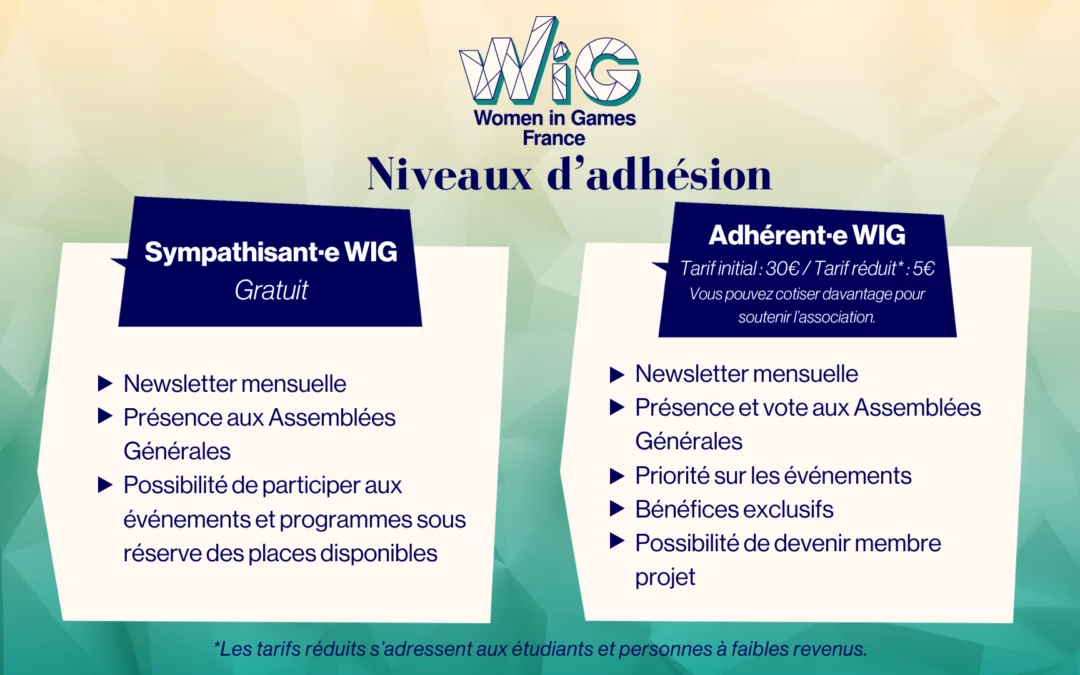 WiG
Women in Games
France
Niveaux d’adhésion
Sympathisant·e WIG
Gratuit
▶ Newsletter mensuelle
▶ Présence aux Assemblées
Générales
▶ Possibilité de participer aux
événements et programmes sous
réserve des places disponibles
Adhérent·e WIG
Tarif initial : 30€ / Tarif réduit* : 5€
Vous pouvez cotiser davantage pour
soutenir l’association.
▶ Newsletter mensuelle
▶ Présence et vote aux Assemblées
Générales
▶ Priorité sur les événements
▶ Bénéfices exclusifs
▶ Possibilité de devenir membre
projet
*Les tarifs réduits s’adressent aux étudiants et personnes à faibles revenus.